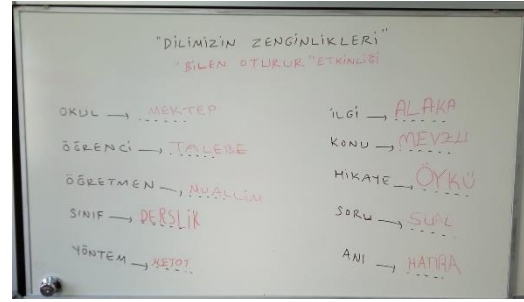 "DİLİMİZİN ZENGİNLİKLERİ"
"BİLEN OTURUR" ETKİNLİĞİ
OKUL → MEKTEP
ÖĞRENCİ → TALEBE
ÖĞRETMEN → MUALLİM
SINIF → DERSLİK
YÖNTEM → METOT
İLGİ → ALAKA
KONU → MEVZU
HİKAYE → ÖYKÜ
SORU → SUAL
ANI → HATIRA